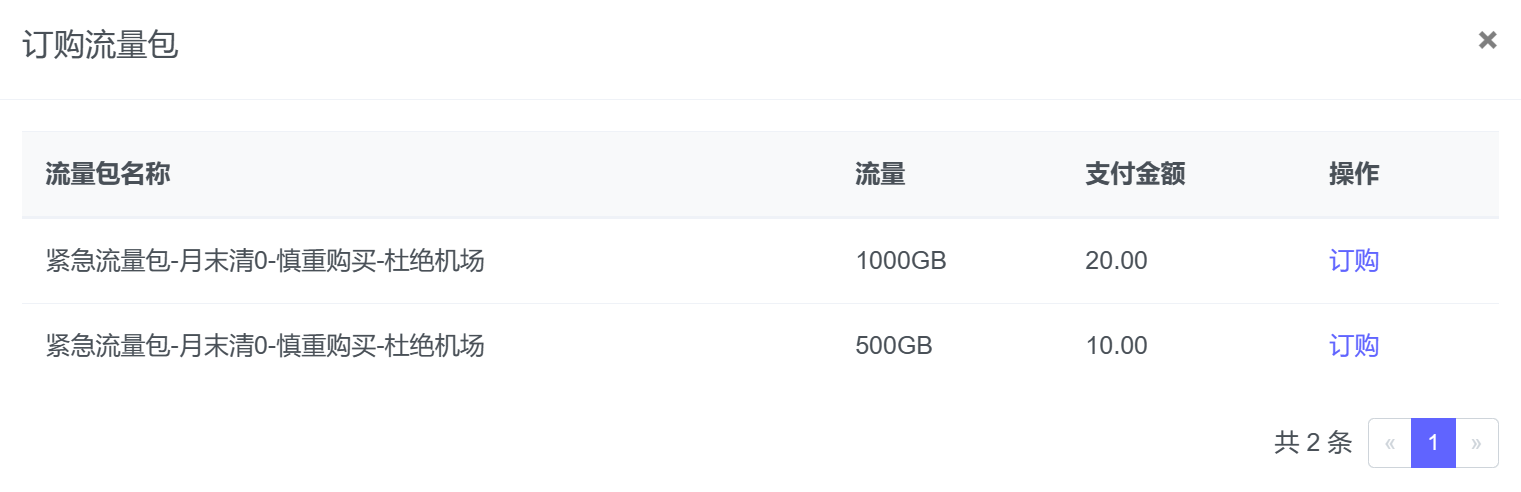 订购流量包
×
流量包名称 流量 支付金额 操作
紧急流量包-月末清0-慎重购买-杜绝机场 1000GB 20.00 订购
紧急流量包-月末清0-慎重购买-杜绝机场 500GB 10.00 订购
共 2 条 « 1 »